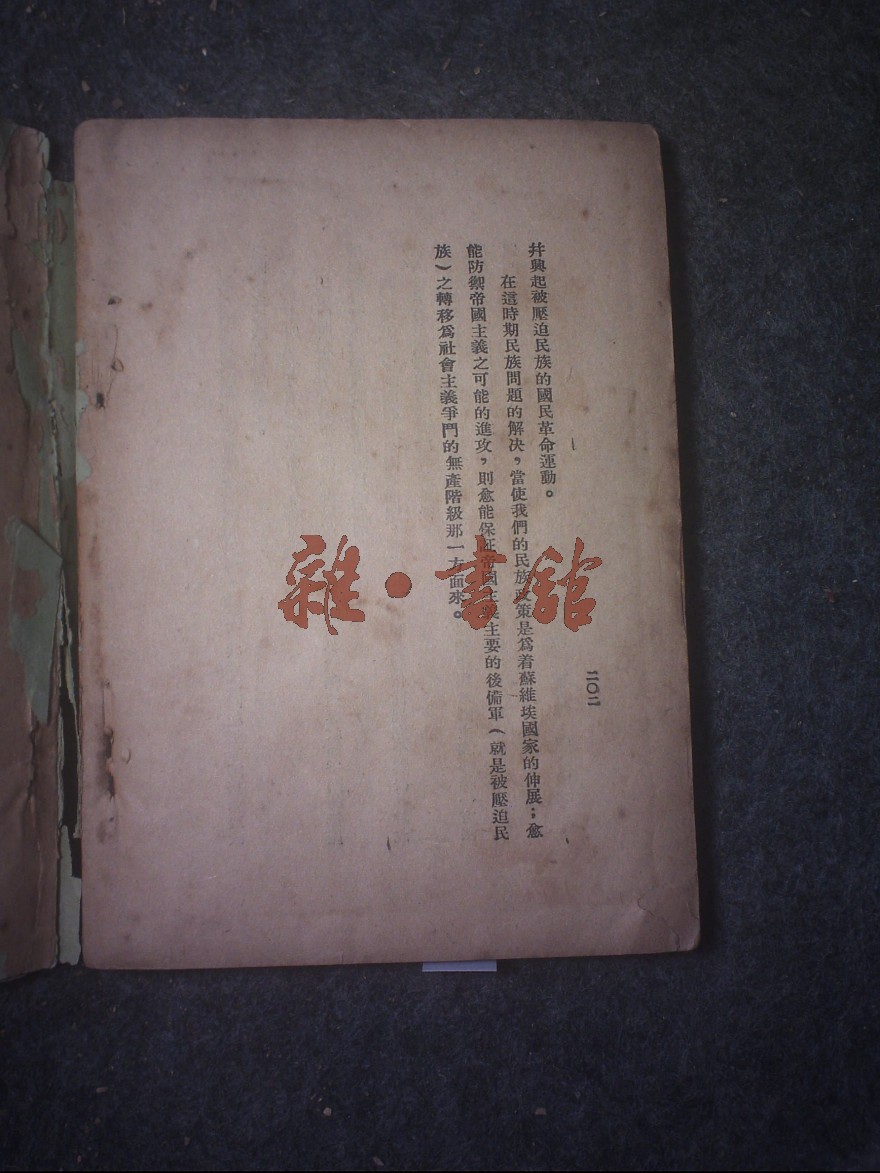 二〇二
幷興起被壓迫民族的國民革命運動。
在這時期民族問題的解决，當使我們的民族政策是爲着蘇維埃國家的伸展；愈
能防禦帝國主義之可能的進攻，則愈能保証帝國主義主要的後備軍（就是被壓迫民
族）之轉移爲社會主義爭鬥的無產階級那一方面來。
雜·書館